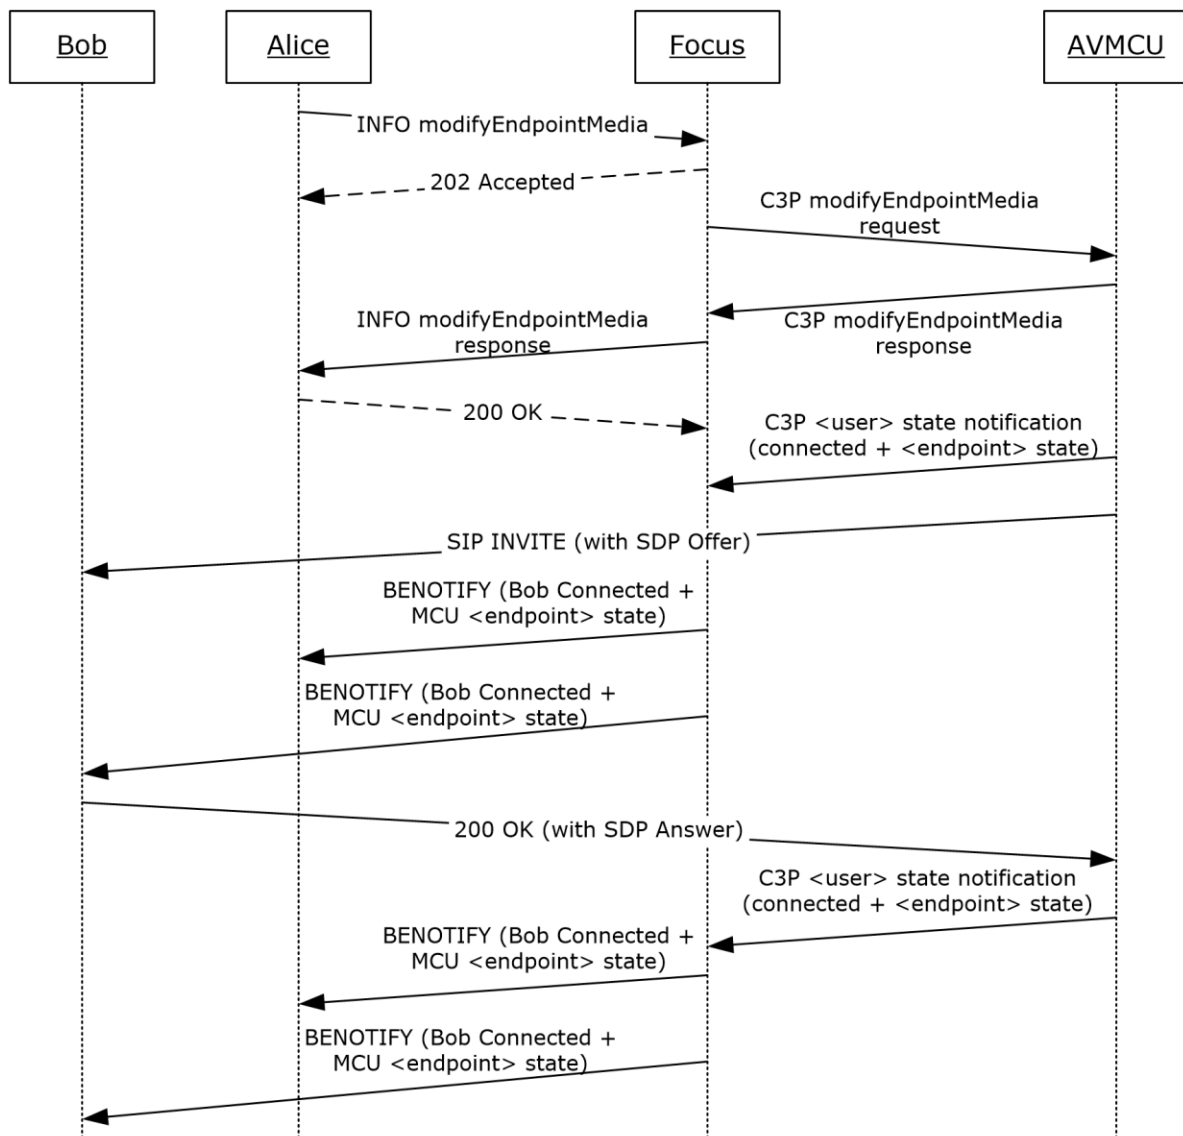 Bob
Alice
Focus
AVMCU
INFO modifyEndpointMedia
202 Accepted
C3P modifyEndpointMedia
request
INFO modifyEndpointMedia
response
C3P modifyEndpointMedia
response
200 OK
C3P <user> state notification
(connected + <endpoint> state)
SIP INVITE (with SDP Offer)
BENOTIFY (Bob Connected +
MCU <endpoint> state)
BENOTIFY (Bob Connected +
MCU <endpoint> state)
200 OK (with SDP Answer)
C3P <user> state notification
(connected + <endpoint> state)
BENOTIFY (Bob Connected +
MCU <endpoint> state)
BENOTIFY (Bob Connected +
MCU <endpoint> state)